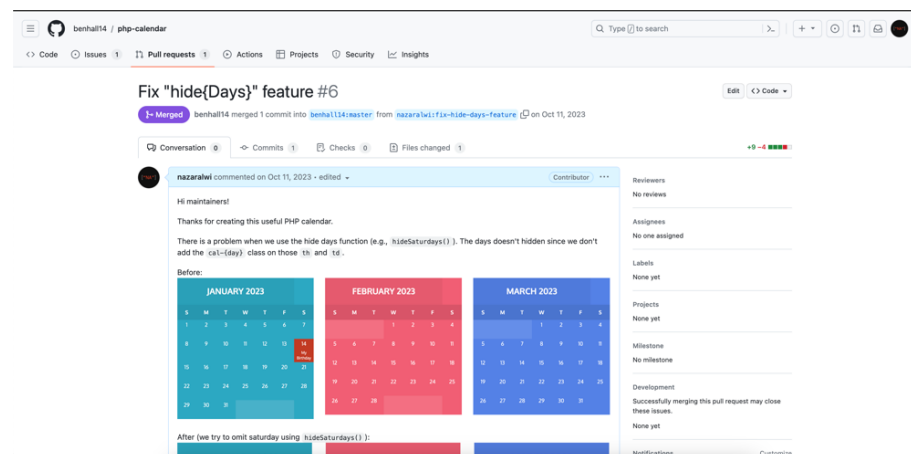 benhall14 / php-calendar
Type / to search
Code
Issues 1
Pull requests 1
Actions
Projects
Security
Insights
Fix "hide{Days}" feature #6
Edit
<> Code
Merged
benhall14 merged 1 commit into benhall14:master from nazaralwi:fix-hide-days-feature on Oct 11, 2023
Conversation 0
Commits 1
Checks 0
Files changed 1
+9 −4
nazaralwi commented on Oct 11, 2023 • edited
Contributor
Hi maintainers!
Thanks for creating this useful PHP calendar.
There is a problem when we use the hide days function (e.g., hideSaturdays() ). The days doesn't hidden since we don't
add the cal-{day} class on those th and td .
Before:
JANUARY 2023
S M T W T F S
1 2 3 4 5 6 7
8 9 10 11 12 13 14
My
Birthday
15 16 17 18 19 20 21
22 23 24 25 26 27 28
29 30 31
FEBRUARY 2023
S M T W T F S
1 2 3 4
5 6 7 8 9 10 11
12 13 14 15 16 17 18
19 20 21 22 23 24 25
26 27 28
MARCH 2023
S M T W T F S
1 2 3 4
5 6 7 8 9 10 11
12 13 14 15 16 17 18
19 20 21 22 23 24 25
26 27 28 29 30 31
After (we try to omit saturday using hideSaturdays() ):
Reviewers
No reviews
Assignees
No one assigned
Labels
None yet
Projects
None yet
Milestone
No milestone
Development
Successfully merging this pull request may close
these issues.
None yet
Notifications
Customize